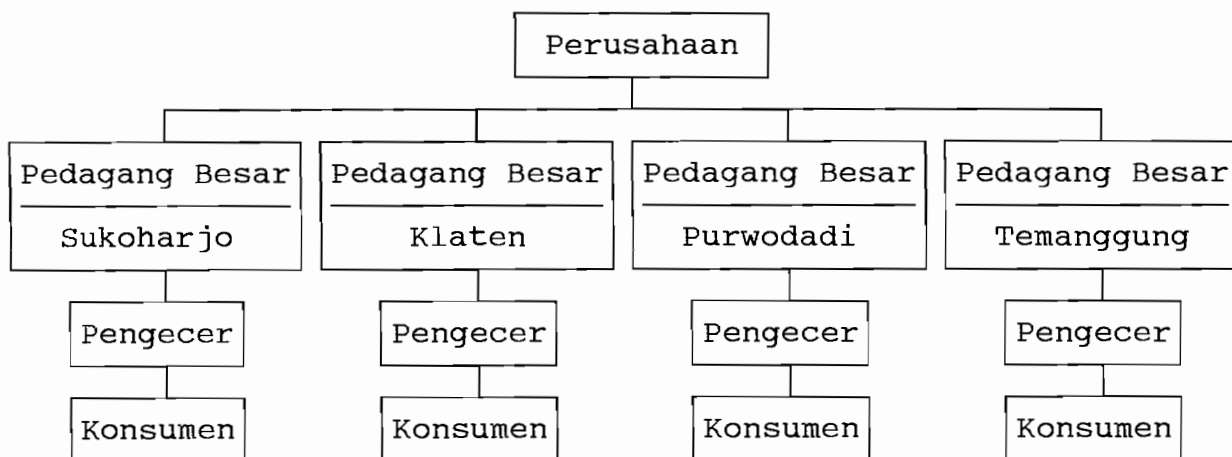 Perusahaan
Pedagang Besar Pedagang Besar Pedagang Besar Pedagang Besar
Sukoharjo Klaten Purwodadi Temanggung
Pengecer Pengecer Pengecer Pengecer
Konsumen Konsumen Konsumen Konsumen